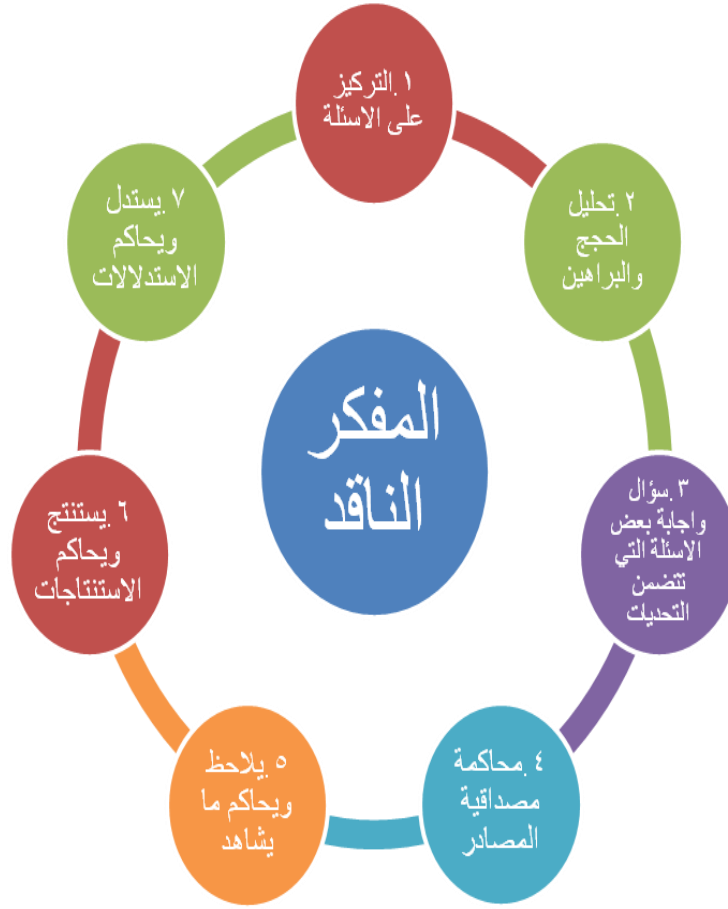 ١.التركيز
على الاسئلة
٢.تحليل
الحجج
والبراهين
٣.سؤال
واجابة بعض
الاسئلة التي
تتضمن
التحديات
٤.محاكمة
مصداقية
المصادر
٥.يلاحظ
ويحاكم ما
يشاهد
٦.يستنتج
ويحاكم
الاستنتاجات
٧.يستدل
ويحاكم
الاستدلالات
المفكر
الناقد